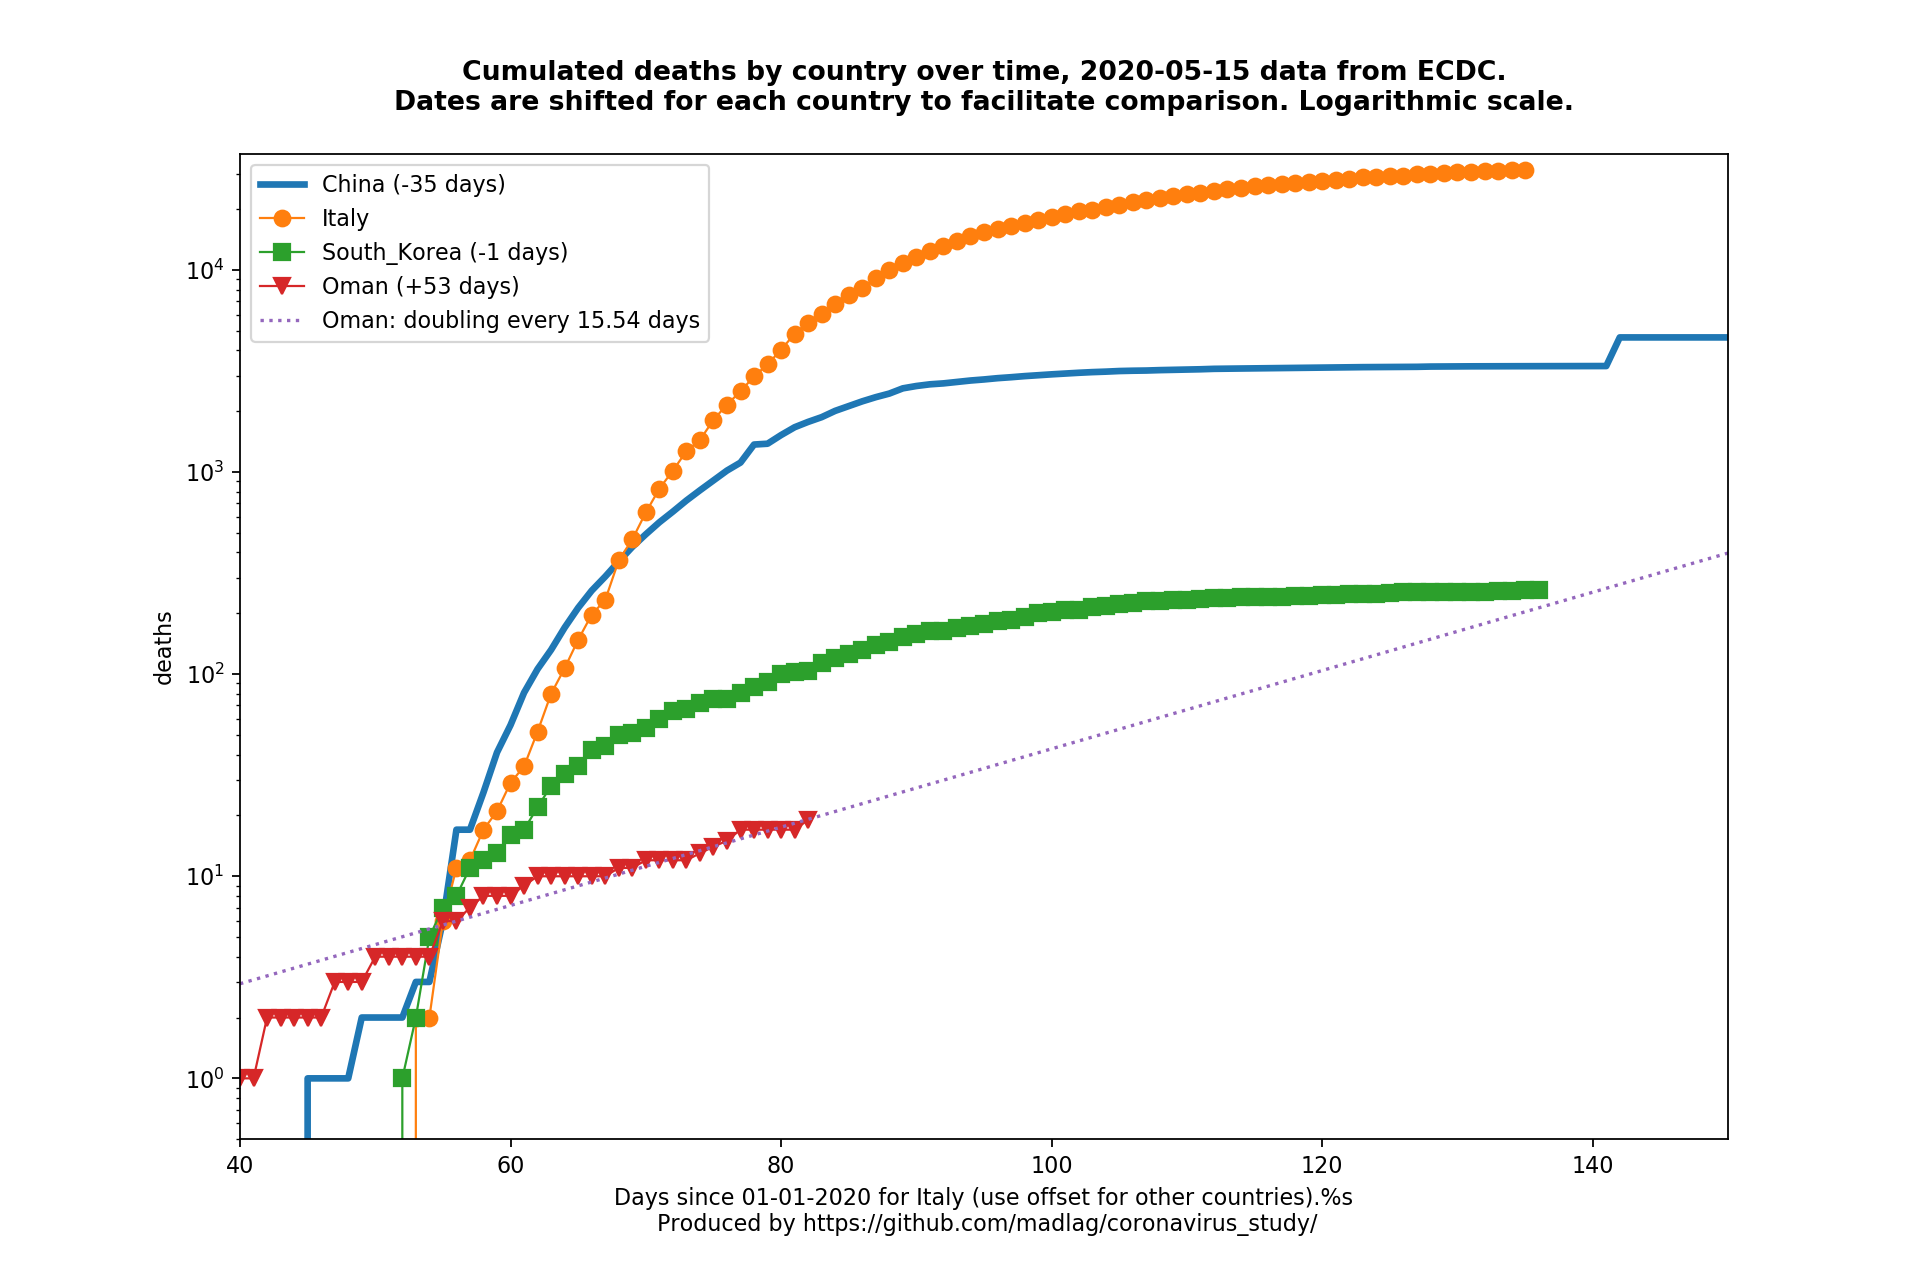 Cumulated deaths by country over time, 2020-05-15 data from ECDC.
Dates are shifted for each country to facilitate comparison. Logarithmic scale.
China (-35 days)
Italy
South_Korea (-1 days)
Oman (+53 days)
Oman: doubling every 15.54 days
10⁴
10³
10²
10¹
10⁰
deaths
40 60 80 100 120 140
Days since 01-01-2020 for Italy (use offset for other countries).%s
Produced by https://github.com/madlag/coronavirus_study/